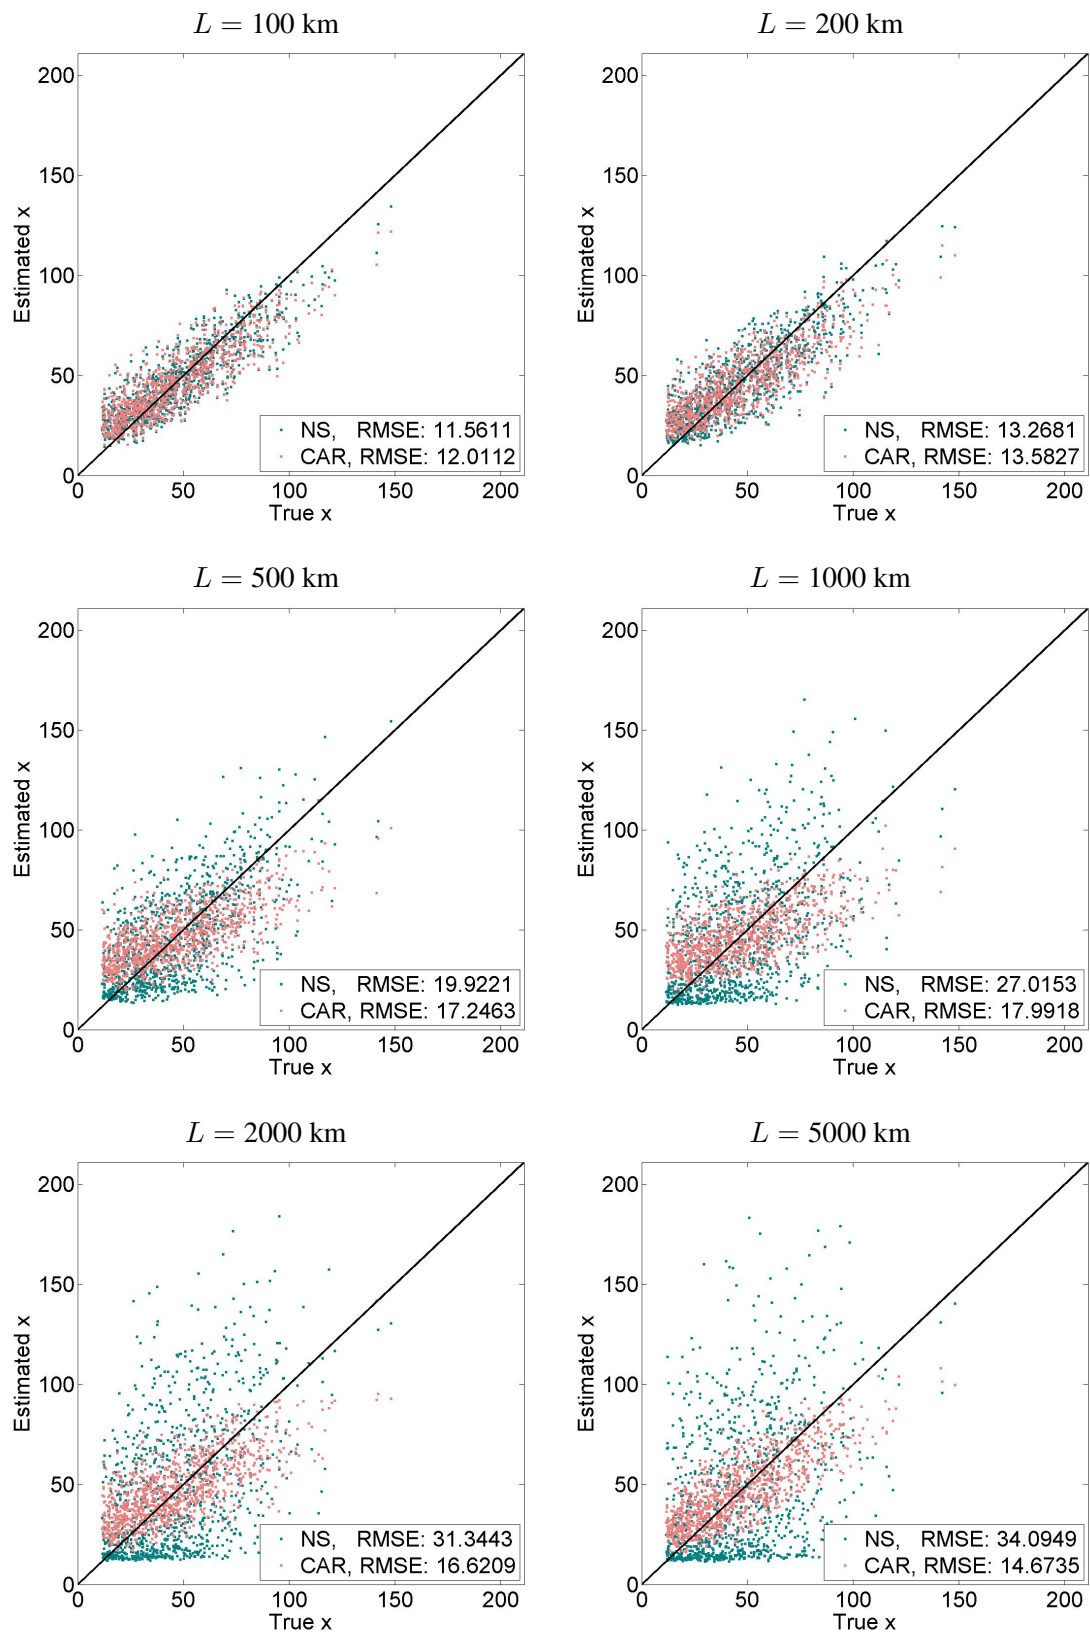 L = 100 km
200
150
100
50
0
Estimated x
0 50 100 150 200
True x
NS, RMSE: 11.5611
CAR, RMSE: 12.0112
L = 200 km
200
150
100
50
0
Estimated x
0 50 100 150 200
True x
NS, RMSE: 13.2681
CAR, RMSE: 13.5827
L = 500 km
200
150
100
50
0
Estimated x
0 50 100 150 200
True x
NS, RMSE: 19.9221
CAR, RMSE: 17.2463
L = 1000 km
200
150
100
50
0
Estimated x
0 50 100 150 200
True x
NS, RMSE: 27.0153
CAR, RMSE: 17.9918
L = 2000 km
200
150
100
50
0
Estimated x
0 50 100 150 200
True x
NS, RMSE: 31.3443
CAR, RMSE: 16.6209
L = 5000 km
200
150
100
50
0
Estimated x
0 50 100 150 200
True x
NS, RMSE: 34.0949
CAR, RMSE: 14.6735